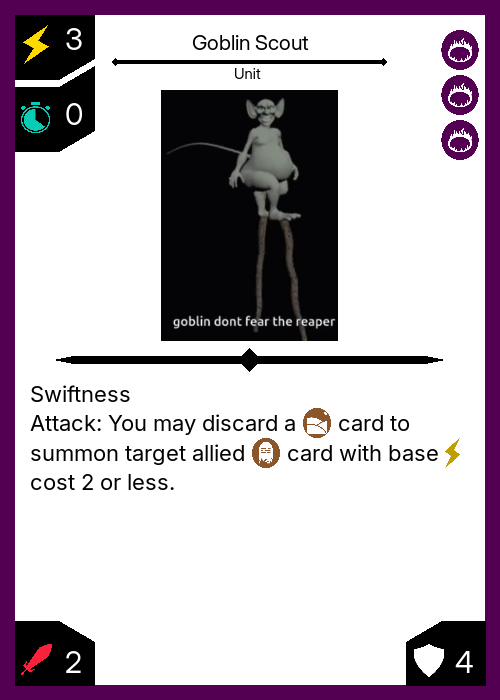 3
Goblin Scout
Unit
0
goblin dont fear the reaper
Swiftness
Attack: You may discard a card to
summon target allied card with base
cost 2 or less.
2
4